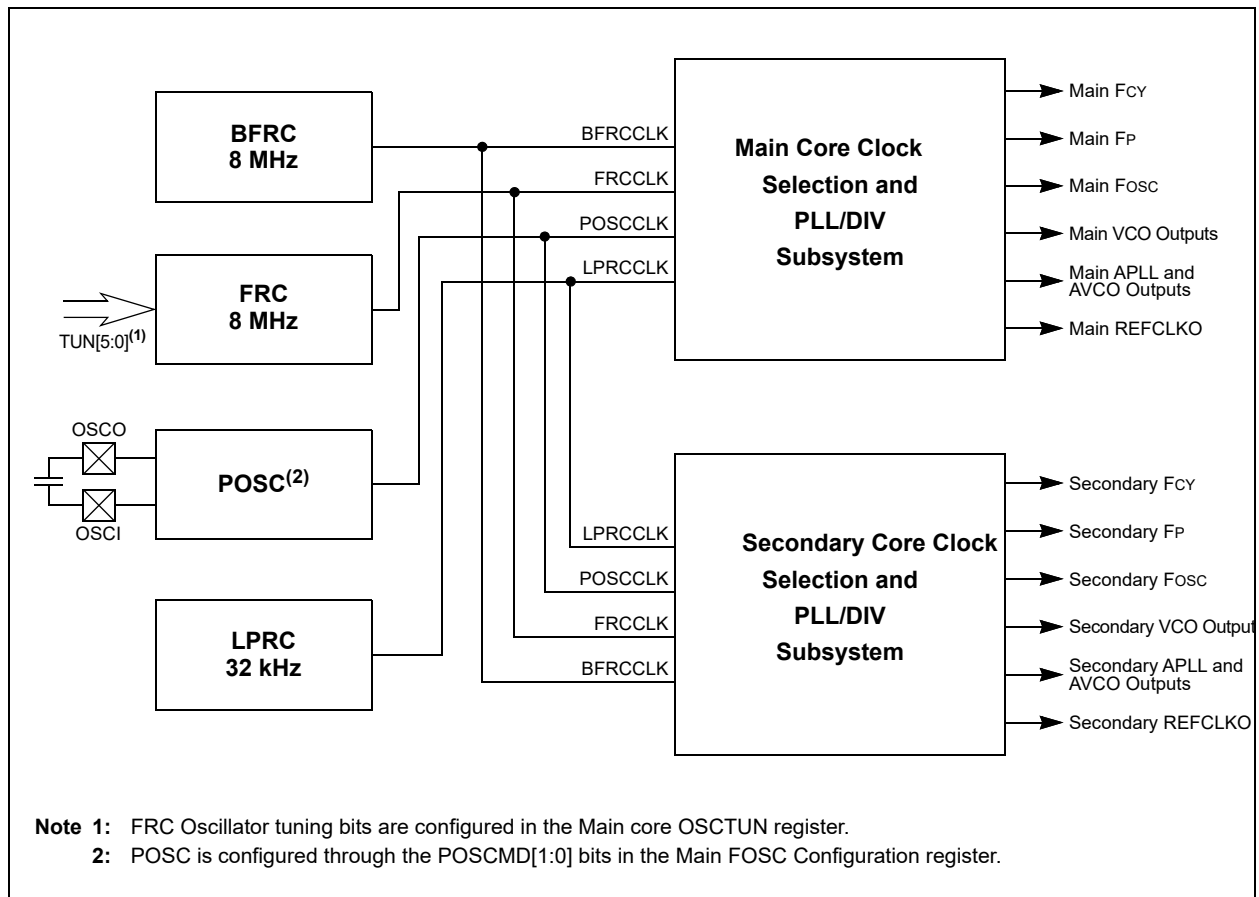 BFRC
8 MHz
FRC
8 MHz
TUN[5:0](1)
OSCO
OSCI
POSC(2)
LPRC
32 kHz
BFRCCLK
FRCCLK
POSCCLK
LPRCCLK
Main Core Clock
Selection and
PLL/DIV
Subsystem
Main FCY
Main FP
Main FOSC
Main VCO Outputs
Main APLL and
AVCO Outputs
Main REFCLKO
LPRCCLK
POSCCLK
FRCCLK
BFRCCLK
Secondary Core Clock
Selection and
PLL/DIV
Subsystem
Secondary FCY
Secondary FP
Secondary FOSC
Secondary VCO Output
Secondary APLL and
AVCO Outputs
Secondary REFCLKO
Note 1: FRC Oscillator tuning bits are configured in the Main core OSCTUN register.
2: POSC is configured through the POSCMD[1:0] bits in the Main FOSC Configuration register.